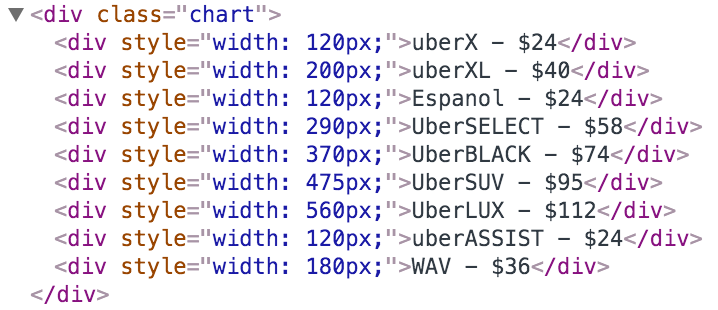 ▼<div class="chart">
<div style="width: 120px;">uberX – $24</div>
<div style="width: 200px;">uberXL – $40</div>
<div style="width: 120px;">Espanol – $24</div>
<div style="width: 290px;">UberSELECT – $58</div>
<div style="width: 370px;">UberBLACK – $74</div>
<div style="width: 475px;">UberSUV – $95</div>
<div style="width: 560px;">UberLUX – $112</div>
<div style="width: 120px;">uberASSIST – $24</div>
<div style="width: 180px;">WAV – $36</div>
</div>